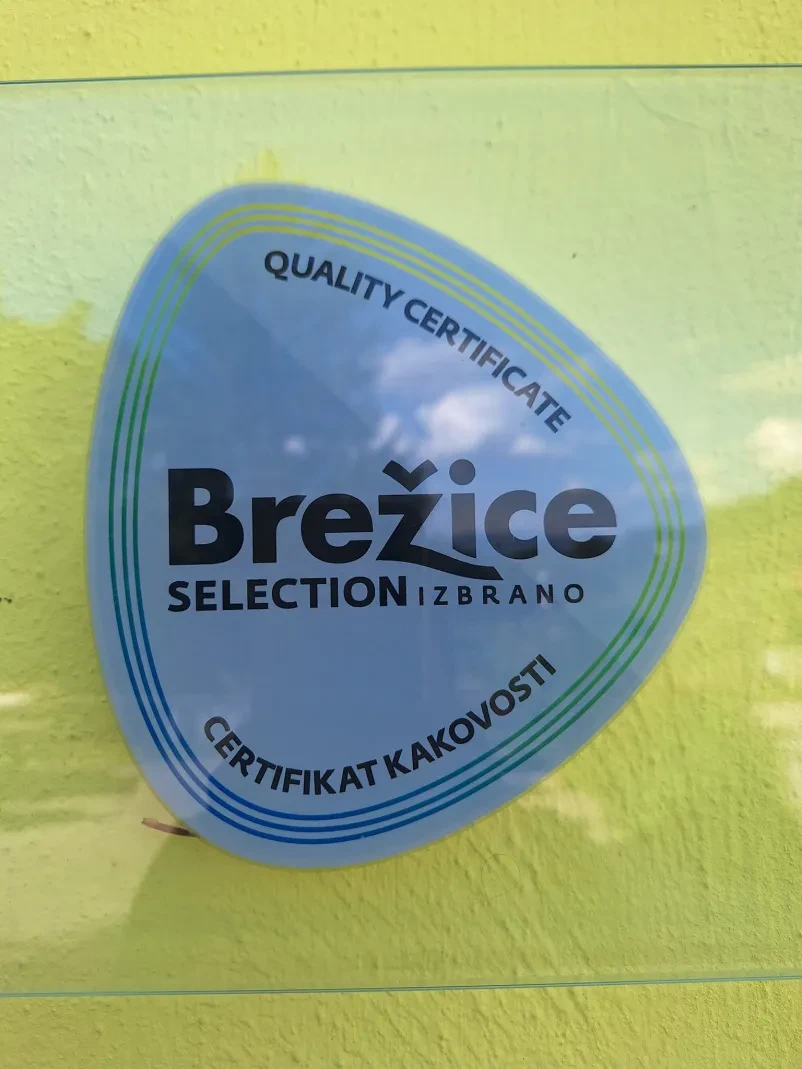 QUALITY CERTIFICATE
Brežice
SELECTION IZBRANO
CERTIFIKAT KAKOVOSTI